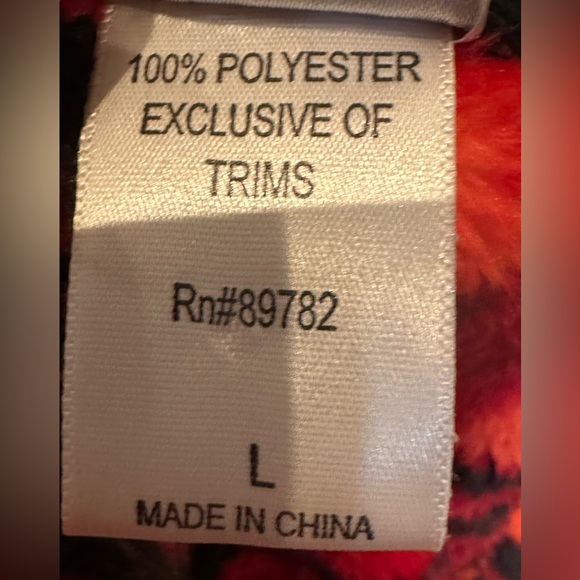 100% POLYESTER
EXCLUSIVE OF
TRIMS
Rn#89782
L
MADE IN CHINA